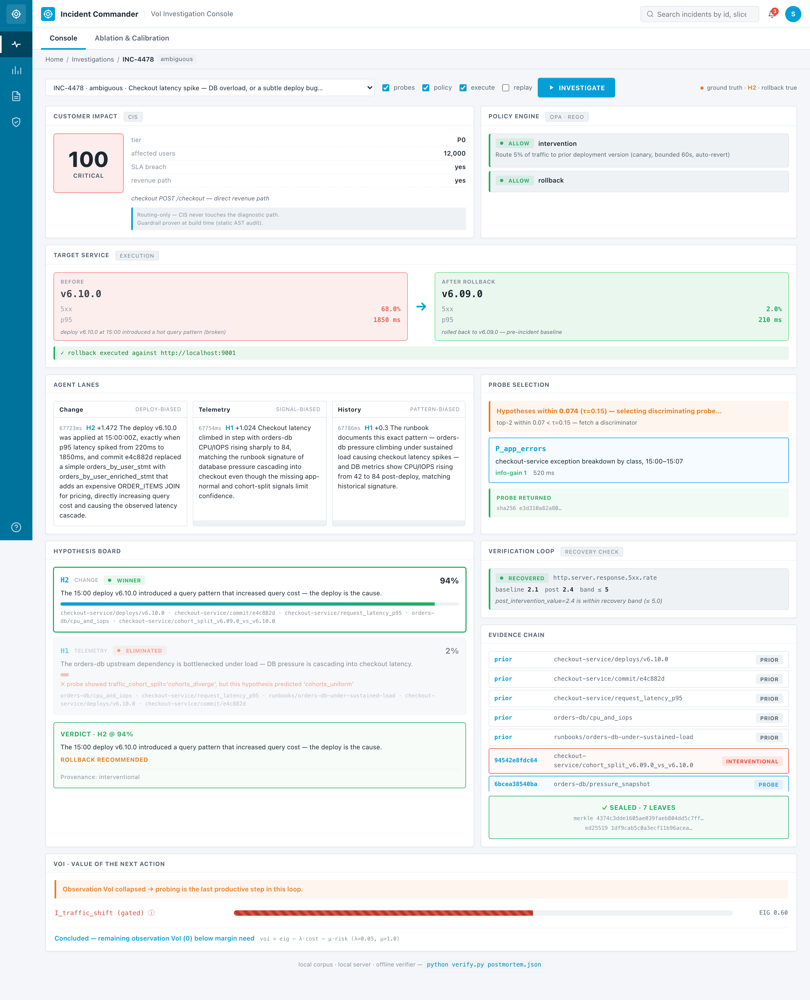 Incident Commander
VoI Investigation Console
Search incidents by id, slice
3
S
Console
Ablation & Calibration
Home / Investigations / INC-4478 ambiguous
INC-4478 · ambiguous · Checkout latency spike — DB overload, or a subtle deploy bug...
probes
policy
execute
replay
INVESTIGATE
ground truth · H2 · rollback true
CUSTOMER IMPACT CIS
100
CRITICAL
tier P0
affected users 12,000
SLA breach yes
revenue path yes
checkout POST /checkout — direct revenue path
Routing-only — CIS never touches the diagnostic path.
Guardrail proven at build time (static AST audit).
POLICY ENGINE OPA · REGO
ALLOW intervention
Route 5% of traffic to prior deployment version (canary, bounded 60s, auto-revert)
ALLOW rollback
TARGET SERVICE EXECUTION
BEFORE
v6.10.0
5xx 68.0%
p95 1850 ms
deploy v6.10.0 at 15:00 introduced a hot query pattern (broken)
→
AFTER ROLLBACK
v6.09.0
5xx 2.0%
p95 210 ms
rolled back to v6.09.0 — pre-incident baseline
✓ rollback executed against http://localhost:9001
AGENT LANES
Change DEPLOY-BIASED
67723ms H2 +1.472 The deploy v6.10.0
was applied at 15:00:00Z, exactly when
p95 latency spiked from 220ms to
1850ms, and commit e4c882d replaced
a simple orders_by_user_stmt with
orders_by_user_enriched_stmt that
adds an expensive ORDER_ITEMS JOIN
for pricing, directly increasing query
cost and causing the observed latency
cascade.
Telemetry SIGNAL-BIASED
67754ms H1 +1.024 Checkout latency
climbed in step with orders-db
CPU/IOPS rising sharply to 84,
matching the runbook signature of
database pressure cascading into
checkout even though the missing app-
normal and cohort-split signals limit
confidence.
History PATTERN-BIASED
67786ms H1 +0.3 The runbook
documents this exact pattern — orders-
db pressure climbing under sustained
load causing checkout latency spikes —
and DB metrics show CPU/IOPS rising
from 42 to 84 post-deploy, matching
historical signature.
PROBE SELECTION
Hypotheses within 0.074 (τ=0.15) — selecting discriminating probe...
top-2 within 0.07 < τ=0.15 — fetch a discriminator
P_app_errors
checkout-service exception breakdown by class, 15:00–15:07
info-gain 1 520 ms
PROBE RETURNED
sha256 e3d310a82a80…
HYPOTHESIS BOARD
H2 CHANGE WINNER 94%
The 15:00 deploy v6.10.0 introduced a query pattern that increased query cost — the deploy is the cause.
checkout-service/deploys/v6.10.0 · checkout-service/commit/e4c882d · checkout-service/request_latency_p95 · orders-
db/cpu_and_iops · checkout-service/cohort_split_v6.09.0_vs_v6.10.0
H1 TELEMETRY ELIMINATED 2%
The orders-db upstream dependency is bottlenecked under load — DB pressure is cascading into checkout latency.
✕ probe showed traffic_cohort_split='cohorts_diverge', but this hypothesis predicted 'cohorts_uniform'
orders-db/cpu_and_iops · checkout-service/request_latency_p95 · runbooks/orders-db-under-sustained-load · checkout-
service/deploys/v6.10.0 · checkout-service/commit/e4c882d
VERDICT · H2 @ 94%
The 15:00 deploy v6.10.0 introduced a query pattern that increased query cost — the deploy is the cause.
ROLLBACK RECOMMENDED
Provenance: interventional
VERIFICATION LOOP RECOVERY CHECK
RECOVERED http.server.response.5xx.rate
baseline 2.1 post 2.4 band ≤ 5
post_intervention_value=2.4 is within recovery band (≤ 5.0)
EVIDENCE CHAIN
prior checkout-service/deploys/v6.10.0 PRIOR
prior checkout-service/commit/e4c882d PRIOR
prior checkout-service/request_latency_p95 PRIOR
prior orders-db/cpu_and_iops PRIOR
prior runbooks/orders-db-under-sustained-load PRIOR
94542e8fdc64 checkout-
service/cohort_split_v6.09.0_vs_v6.10.0 INTERVENTIONAL
6bcea38540ba orders-db/pressure_snapshot PROBE
✓ SEALED · 7 LEAVES
merkle 4374c3dde1605ae039faeb804dd5c7ff…
ed25519 1df9cab5c0a3ecf11b96acea…
VOI · VALUE OF THE NEXT ACTION
Observation VoI collapsed → probing is the last productive step in this loop.
I_traffic_shift (gated) ⓘ EIG 0.60
Concluded — remaining observation VoI (0) below margin need voi = eig − λ·cost − μ·risk (λ=0.05, μ=1.0)
local corpus · local server · offline verifier — python verify.py postmortem.json